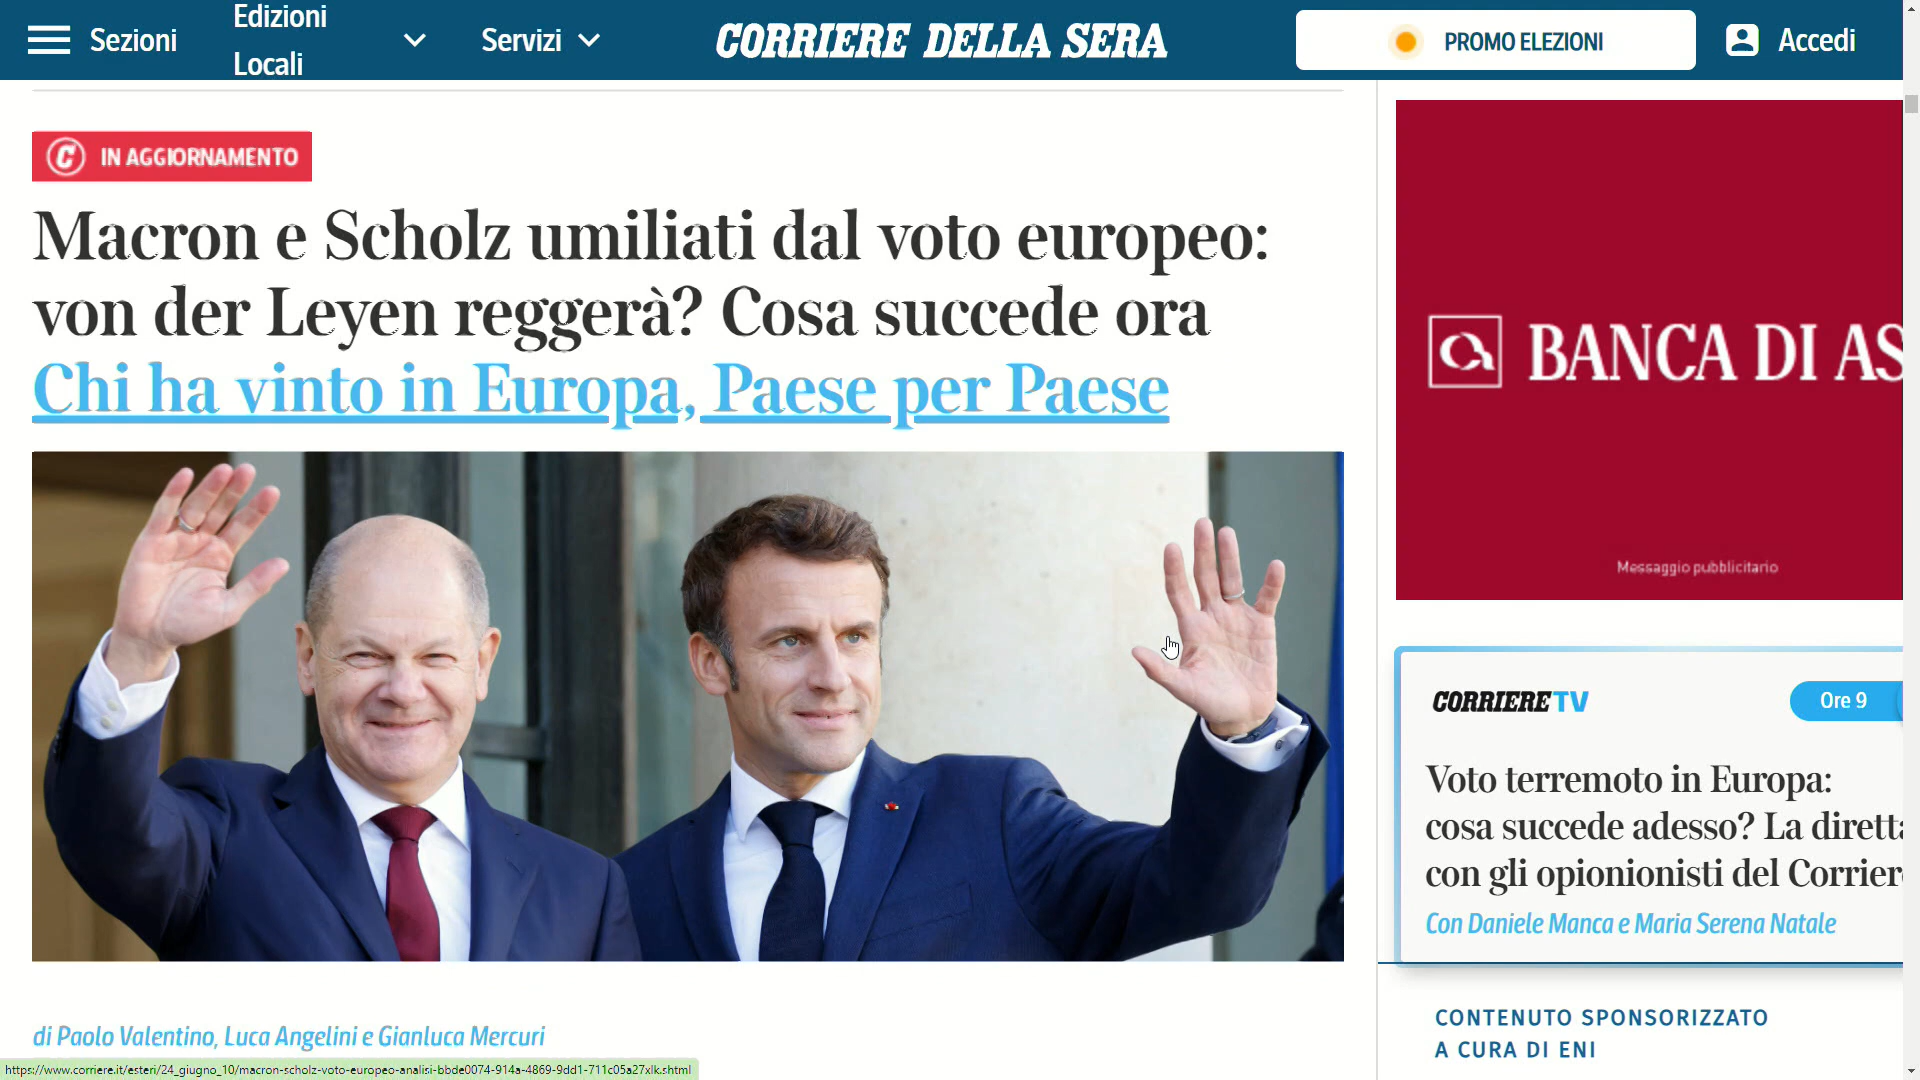 Sezioni
Edizioni
Locali
Servizi
CORRIERE DELLA SERA
PROMO ELEZIONI
Accedi
C IN AGGIORNAMENTO
Macron e Scholz umiliati dal voto europeo:
von der Leyen reggerà? Cosa succede ora
Chi ha vinto in Europa, Paese per Paese
BANCA DI AS
Messaggio pubblicitario
CORRIERE TV
Ore 9
Voto terremoto in Europa:
cosa succede adesso? La diretta
con gli opionionisti del Corrier
Con Daniele Manca e Maria Serena Natale
CONTENUTO SPONSORIZZATO
A CURA DI ENI
di Paolo Valentino, Luca Angelini e Gianluca Mercuri
https://www.corriere.it/esteri/24_giugno_10/macron-scholz-voto-europeo-analisi-bbde0074-914a-4869-9dd1-711c05a27xlk.shtml